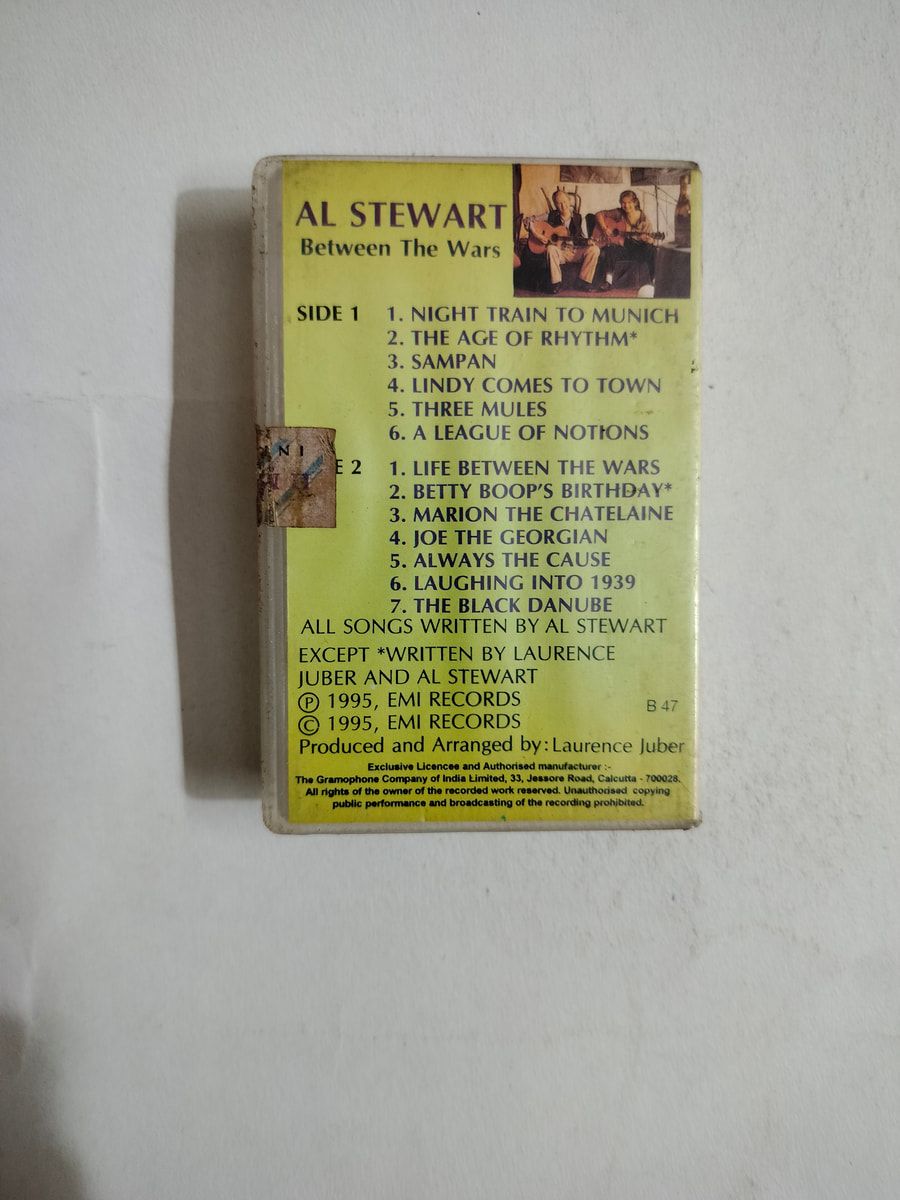 AL STEWART
Between The Wars
SIDE 1
1. NIGHT TRAIN TO MUNICH
2. THE AGE OF RHYTHM*
3. SAMPAN
4. LINDY COMES TO TOWN
5. THREE MULES
6. A LEAGUE OF NOTIONS
E 2
1. LIFE BETWEEN THE WARS
2. BETTY BOOP'S BIRTHDAY*
3. MARION THE CHATELAINE
4. JOE THE GEORGIAN
5. ALWAYS THE CAUSE
6. LAUGHING INTO 1939
7. THE BLACK DANUBE
ALL SONGS WRITTEN BY AL STEWART
EXCEPT *WRITTEN BY LAURENCE
JUBER AND AL STEWART
Ⓟ 1995, EMI RECORDS
© 1995, EMI RECORDS
B 47
Produced and Arranged by: Laurence Juber
Exclusive Licencee and Authorised manufacturer :-
The Gramophone Company of India Limited, 33, Jessore Road, Calcutta - 700028.
All rights of the owner of the recorded work reserved. Unauthorised copying
public performance and broadcasting of the recording prohibited.